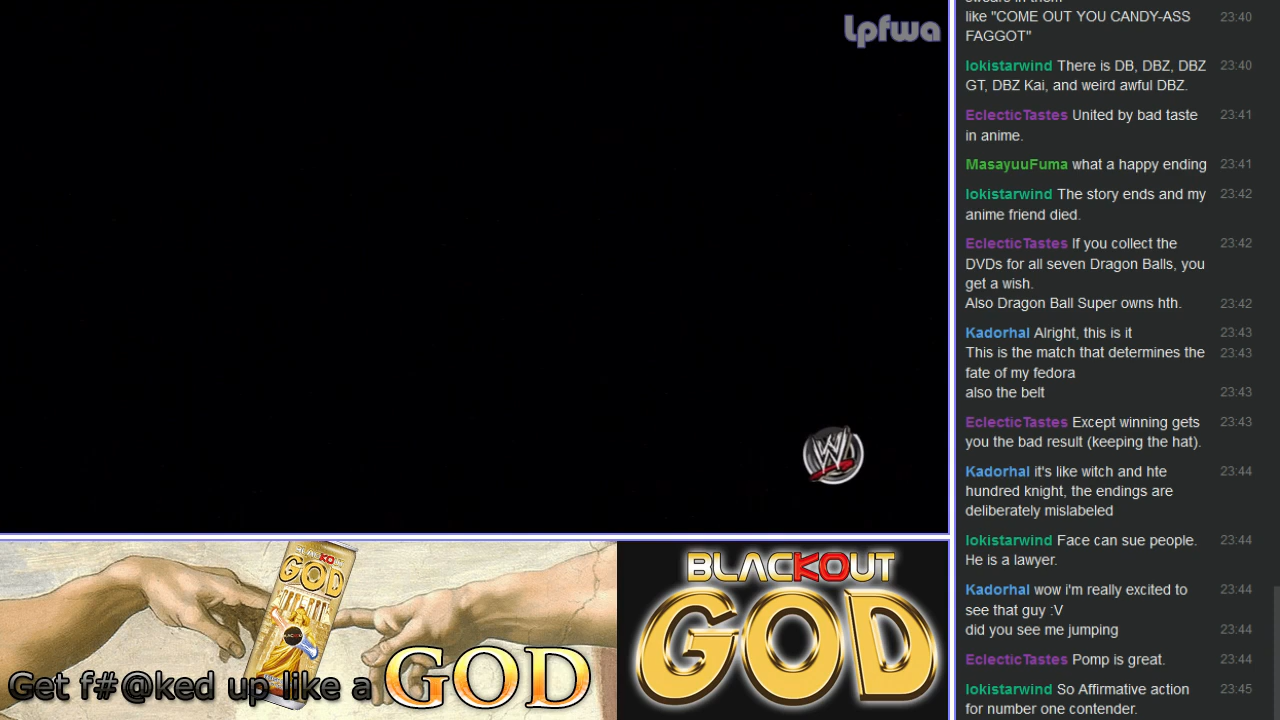 lpfwa
W
BLACKOUT
GOD
Get f#@ked up like a GOD
BLACKOUT
GOD
like "COME OUT YOU CANDY-ASS 23:40
FAGGOT"
lokistarwind There is DB, DBZ, DBZ 23:40
GT, DBZ Kai, and weird awful DBZ.
EclecticTastes United by bad taste 23:41
in anime.
MasayuuFuma what a happy ending 23:41
lokistarwind The story ends and my 23:42
anime friend died.
EclecticTastes If you collect the 23:42
DVDs for all seven Dragon Balls, you
get a wish.
Also Dragon Ball Super owns hth. 23:42
Kadorhal Alright, this is it 23:43
This is the match that determines the 23:43
fate of my fedora
also the belt 23:43
EclecticTastes Except winning gets 23:43
you the bad result (keeping the hat).
Kadorhal it's like witch and hte 23:44
hundred knight, the endings are
deliberately mislabeled
lokistarwind Face can sue people. 23:44
He is a lawyer.
Kadorhal wow i'm really excited to 23:44
see that guy :V
did you see me jumping 23:44
EclecticTastes Pomp is great. 23:44
lokistarwind So Affirmative action 23:45
for number one contender.